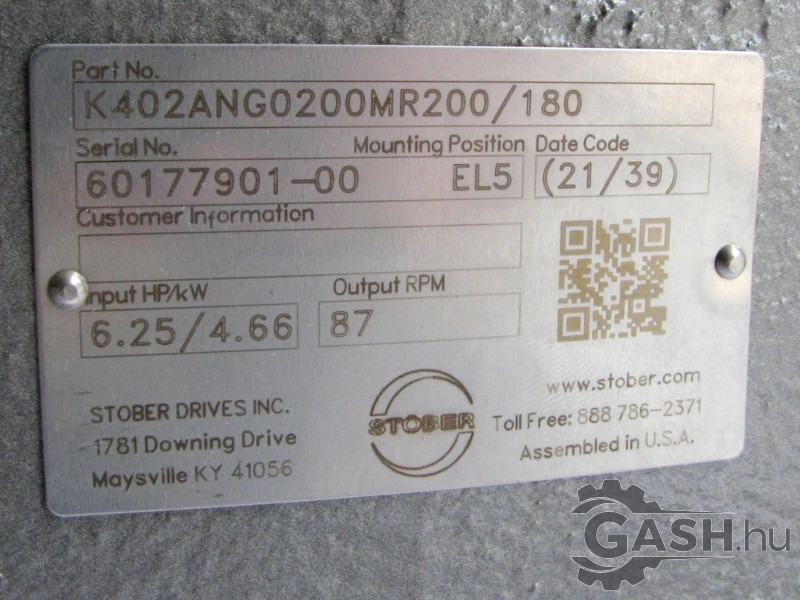 Part No.
K402ANG0200MR200/180
Serial No. Mounting Position Date Code
60177901-00 EL5 (21/39)
Customer Information
Input HP/kW Output RPM
6.25/4.66 87
STOBER DRIVES INC.
1781 Downing Drive
Maysville KY 41056
STOBER
www.stober.com
Toll Free: 888 786-2371
Assembled in U.S.A.
GASH.hu